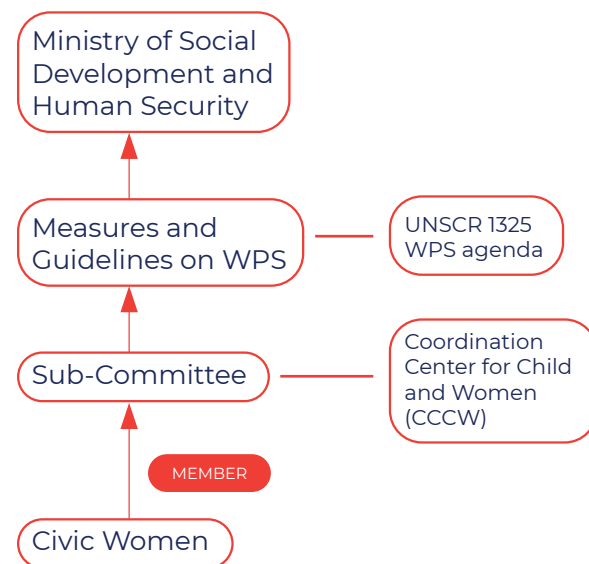 Ministry of Social
Development and
Human Security
Measures and
Guidelines on WPS
UNSCR 1325
WPS agenda
Sub-Committee
Coordination
Center for Child
and Women
(CCCW)
MEMBER
Civic Women